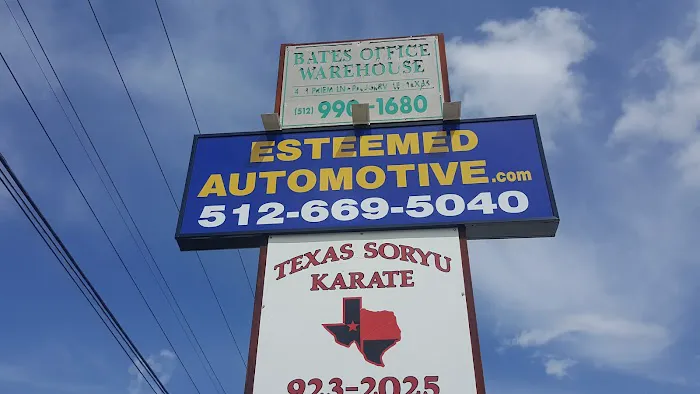 BATES OFFICE
WAREHOUSE
(512) 990-1680
ESTEEMED
AUTOMOTIVE.com
512-669-5040
TEXAS SORYU
KARATE
923-2025